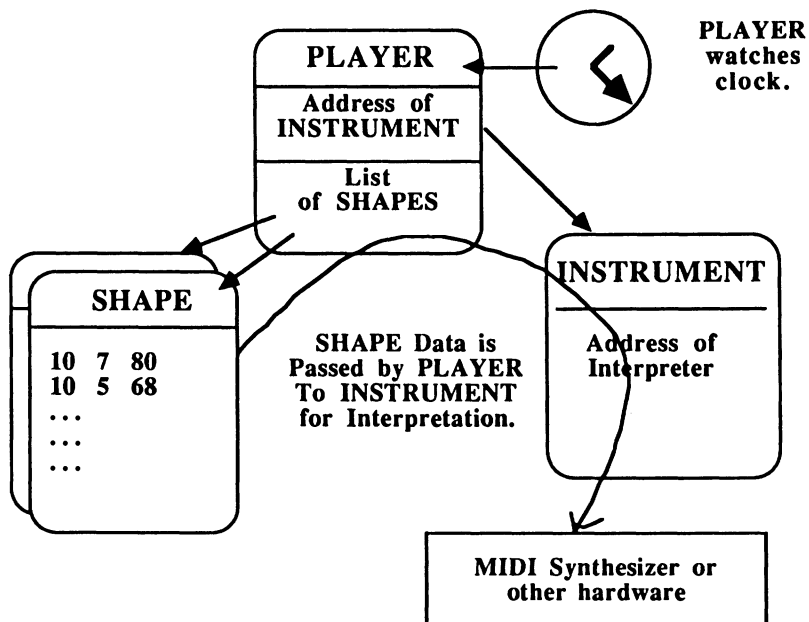 PLAYER
watches
clock.
PLAYER
Address of
INSTRUMENT
List
of SHAPES
SHAPE
10 7 80
10 5 68
...
...
...
SHAPE Data is
Passed by PLAYER
To INSTRUMENT
for Interpretation.
INSTRUMENT
Address of
Interpreter
MIDI Synthesizer or
other hardware